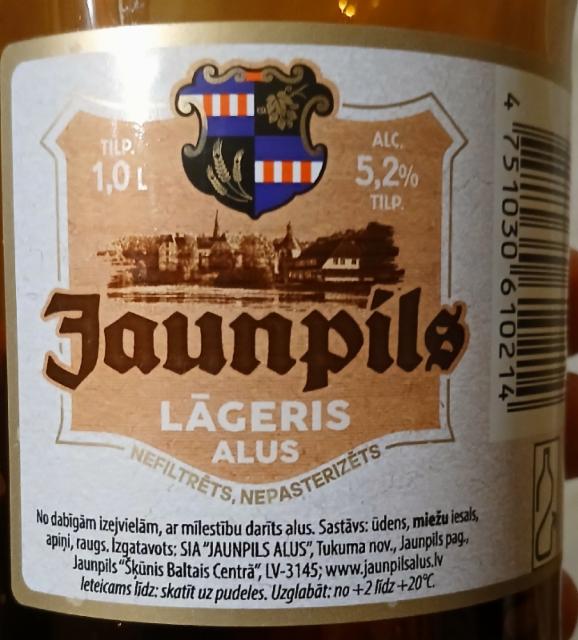 TILP.
1,0 L
ALC.
5,2%
TILP.
Jaunpils
LĀGERIS
ALUS
NEFILTRĒTS, NEPASTERIZĒTS
No dabīgām izejvielām, ar mīlestību darīts alus. Sastāvs: ūdens, miežu iesals,
apiņi, raugs. Izgatavots: SIA "JAUNPILS ALUS", Tukuma nov., Jaunpils pag.,
Jaunpils "Šķūnis Baltais Centrā", LV-3145; www.jaunpilsalus.lv
Ieteicams līdz: skatīt uz pudeles. Uzglabāt: no +2 līdz +20°C.
4 751030 610214